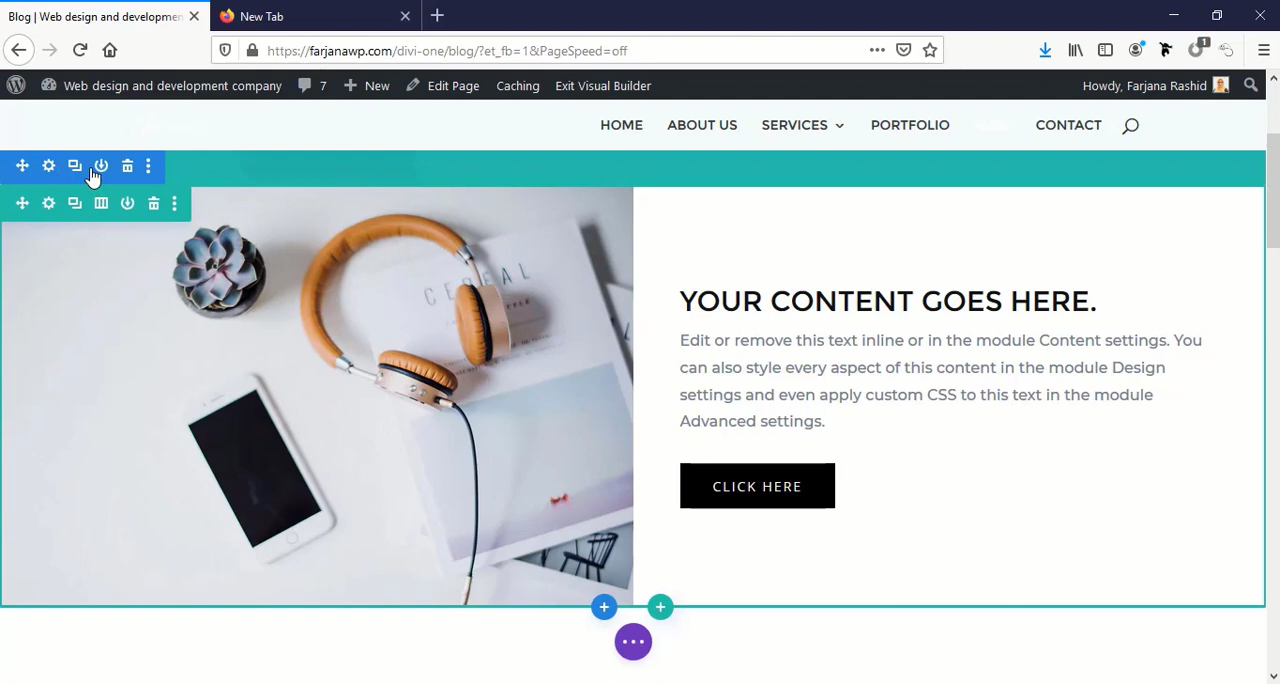 Blog | Web design and developmen
New Tab
https://farjanawp.com/divi-one/blog/?et_fb=1&PageSpeed=off
1
Web design and development company
7
New
Edit Page
Caching
Exit Visual Builder
Howdy, Farjana Rashid
HOME
ABOUT US
SERVICES
PORTFOLIO
CONTACT
CEREAL
YOUR CONTENT GOES HERE.
Edit or remove this text inline or in the module Content settings. You
can also style every aspect of this content in the module Design
settings and even apply custom CSS to this text in the module
Advanced settings.
CLICK HERE